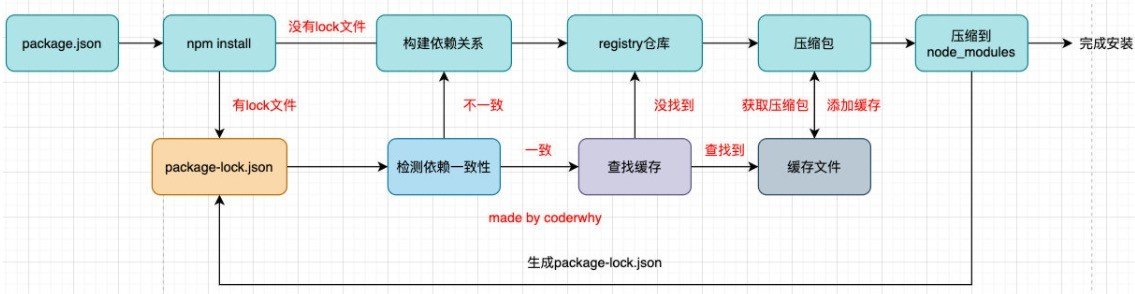 没有lock文件
package.json
npm install
构建依赖关系
registry仓库
压缩包
压缩到
node_modules
完成安装
有lock文件
不一致
没找到
获取压缩包
添加缓存
package-lock.json
检测依赖一致性
一致
查找缓存
查找到
缓存文件
made by coderwhy
生成package-lock.json